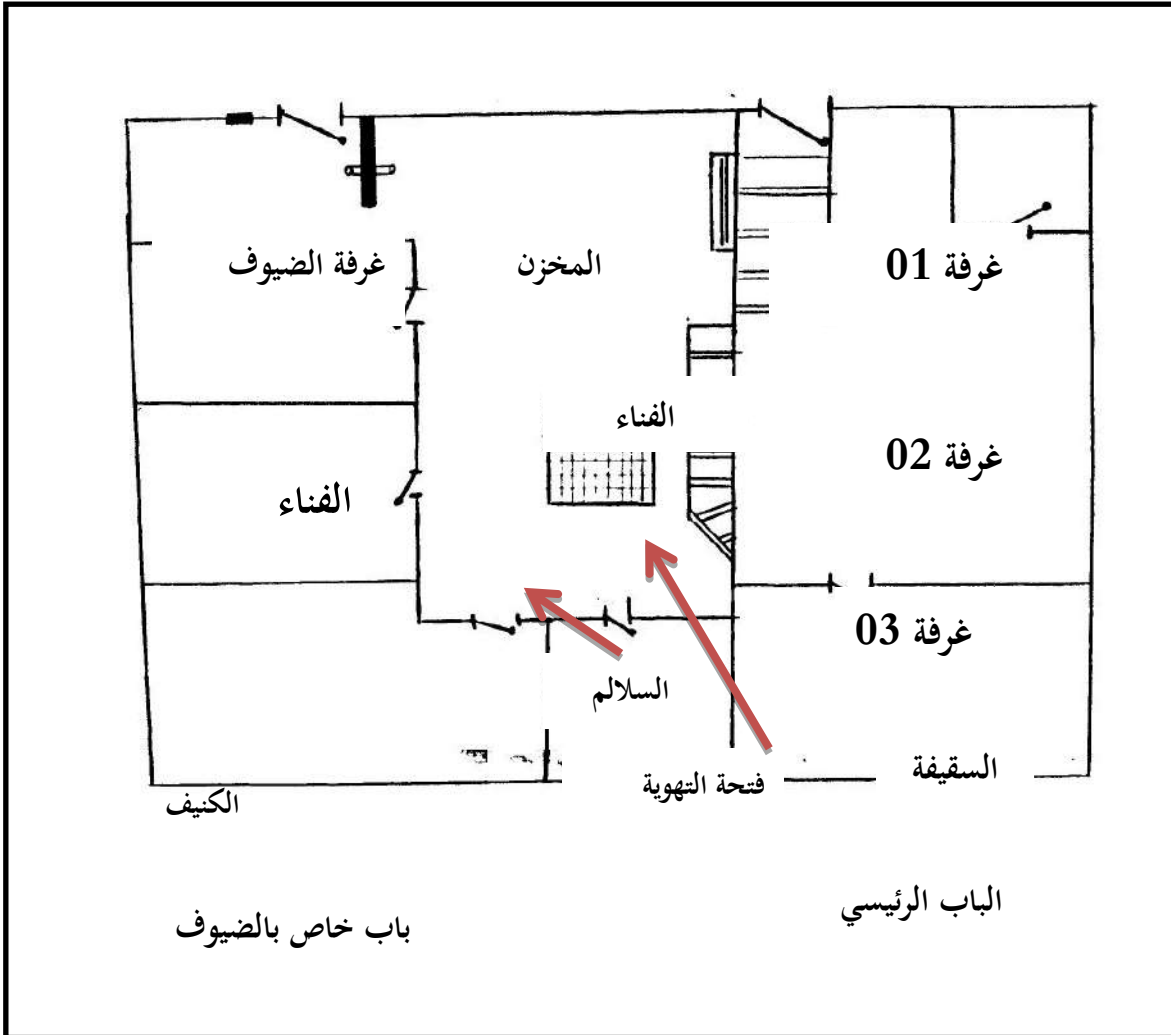 غرفة 01
المخزن
غرفة الضيوف
الفناء
غرفة 02
الفناء
غرفة 03
السلالم
السقيفة
فتحة التهوية
الكنيف
الباب الرئيسي
باب خاص بالضيوف